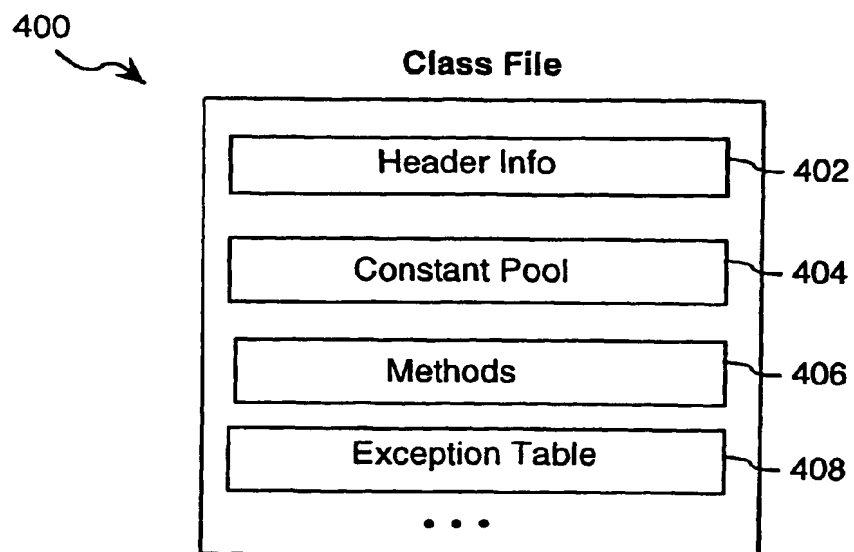 400
Class File
Header Info
402
Constant Pool
404
Methods
406
Exception Table
408
• • •